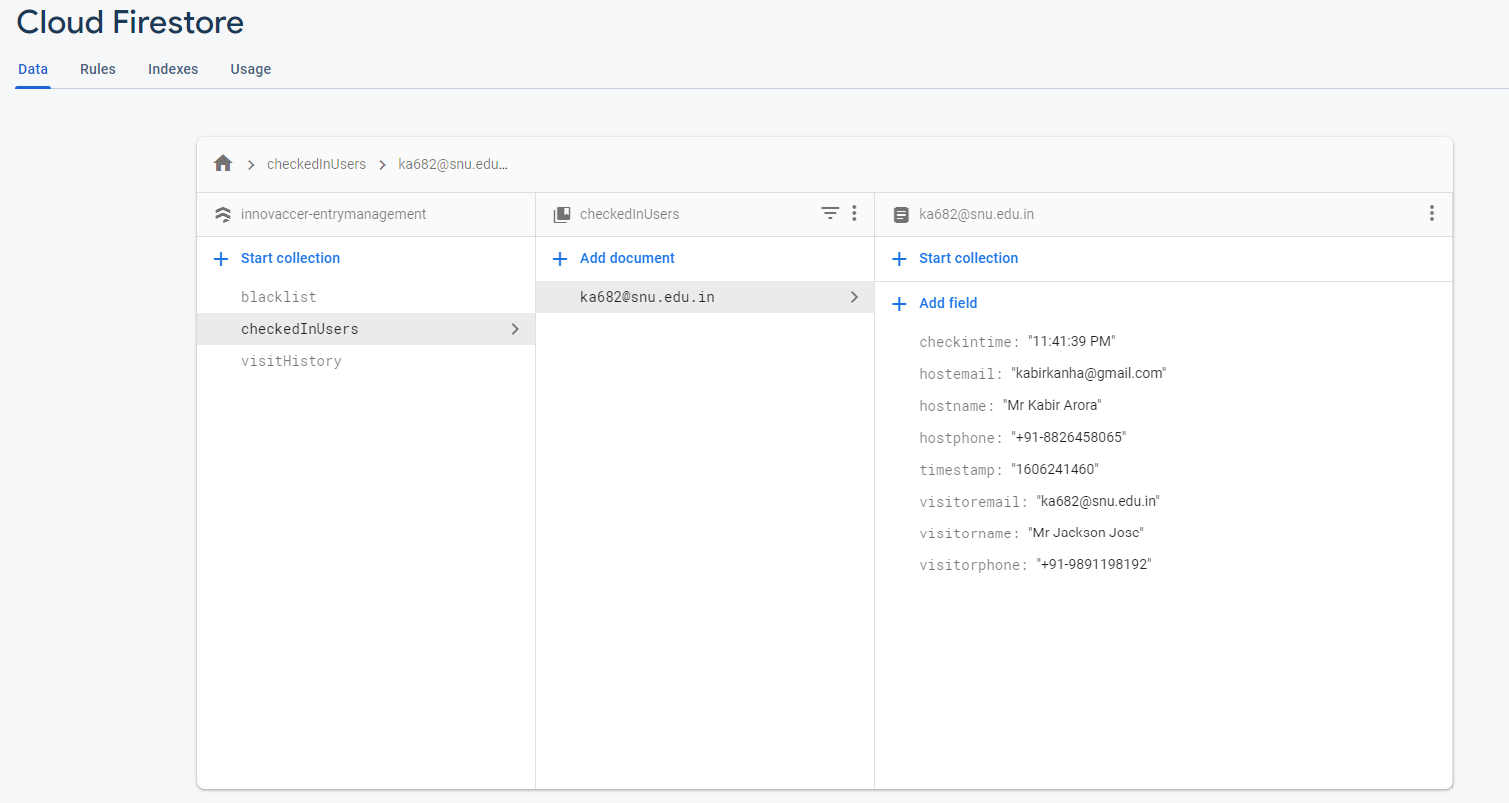 Cloud Firestore
Data Rules Indexes Usage
checkedInUsers ka682@snu.edu...
innovaccer-entrymanagement
Start collection
blacklist
checkedInUsers
visitHistory
checkedInUsers
Add document
ka682@snu.edu.in
ka682@snu.edu.in
Start collection
Add field
checkintime: "11:41:39 PM"
hostemail: "kabirkanha@gmail.com"
hostname: "Mr Kabir Arora"
hostphone: "+91-8826458065"
timestamp: "1606241460"
visitoremail: "ka682@snu.edu.in"
visitorname: "Mr Jackson Josc"
visitorphone: "+91-9891198192"